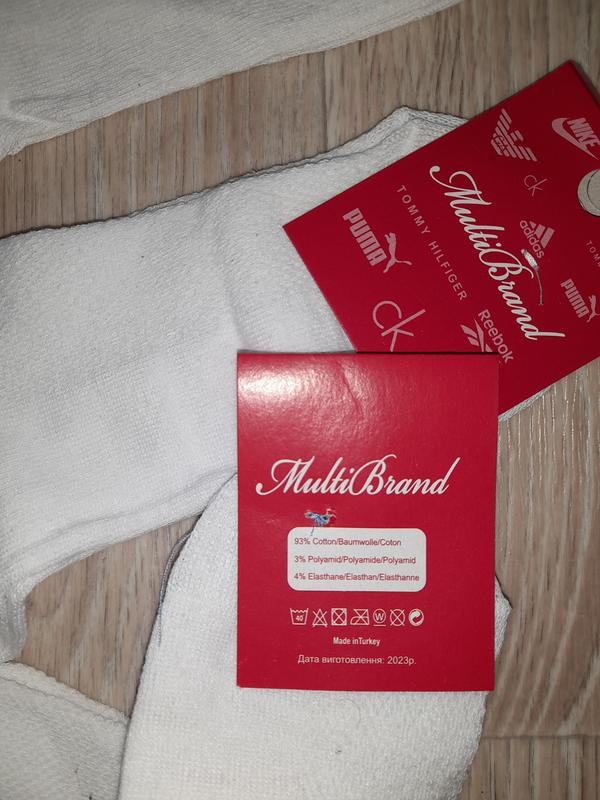 NIKE
ck
MultiBrand
TOMMY HILFIGER
adidas
PUMA
TOMM
PUMA
ck
Reebok
MultiBrand
93% Cotton/Baumwolle/Coton
3% Polyamid/Polyamide/Polyamid
4% Elasthane/Elasthan/Elasthanne
40
W
Made inTurkey
Дата виготовлення: 2023р.